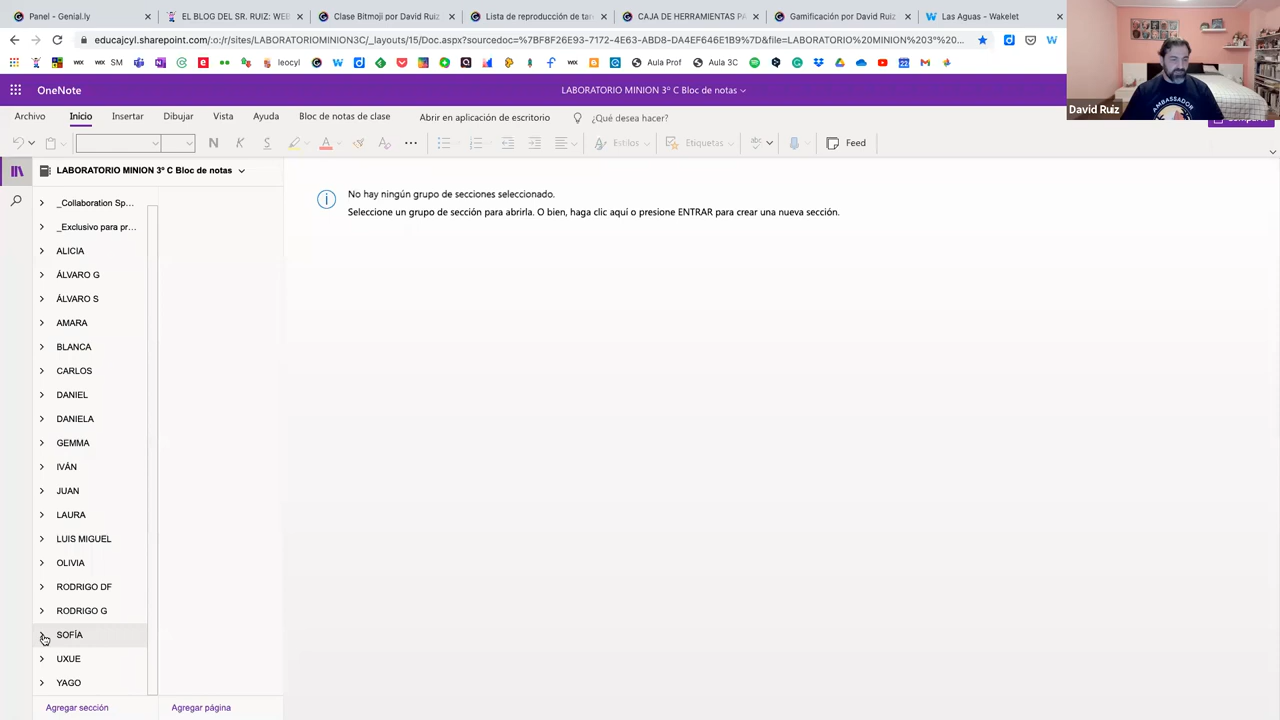 Panel - Genial.ly
EL BLOG DEL SR. RUIZ: WEB
Clase Bitmoji por David Ruiz
Lista de reproducción de tar
CAJA DE HERRAMIENTAS PA
Gamificación por David Ruiz
Las Aguas - Wakelet
educajcyl.sharepoint.com/:o:/r/sites/LABORATORIOMINION3C/_layouts/15/Doc.aspx?sourcedoc=%7BF8F26E93-7172-4E63-ABD8-DA4EF646E1B9%7D&file=LABORATORIO%20MINION%203°%20...
SM
leocyl
Aula Prof
Aula 3C
OneNote
LABORATORIO MINION 3º C Bloc de notas
David Ruiz
AMBASSADOR
Archivo
Inicio
Insertar
Dibujar
Vista
Ayuda
Bloc de notas de clase
Abrir en aplicación de escritorio
¿Qué desea hacer?
N K S
Estilos
Etiquetas
Feed
LABORATORIO MINION 3º C Bloc de notas
_Collaboration Sp...
_Exclusivo para pr...
ALICIA
ÁLVARO G
ÁLVARO S
AMARA
BLANCA
CARLOS
DANIEL
DANIELA
GEMMA
IVÁN
JUAN
LAURA
LUIS MIGUEL
OLIVIA
RODRIGO DF
RODRIGO G
SOFÍA
UXUE
YAGO
Agregar sección
Agregar página
No hay ningún grupo de secciones seleccionado.
Seleccione un grupo de sección para abrirla. O bien, haga clic aquí o presione ENTRAR para crear una nueva sección.